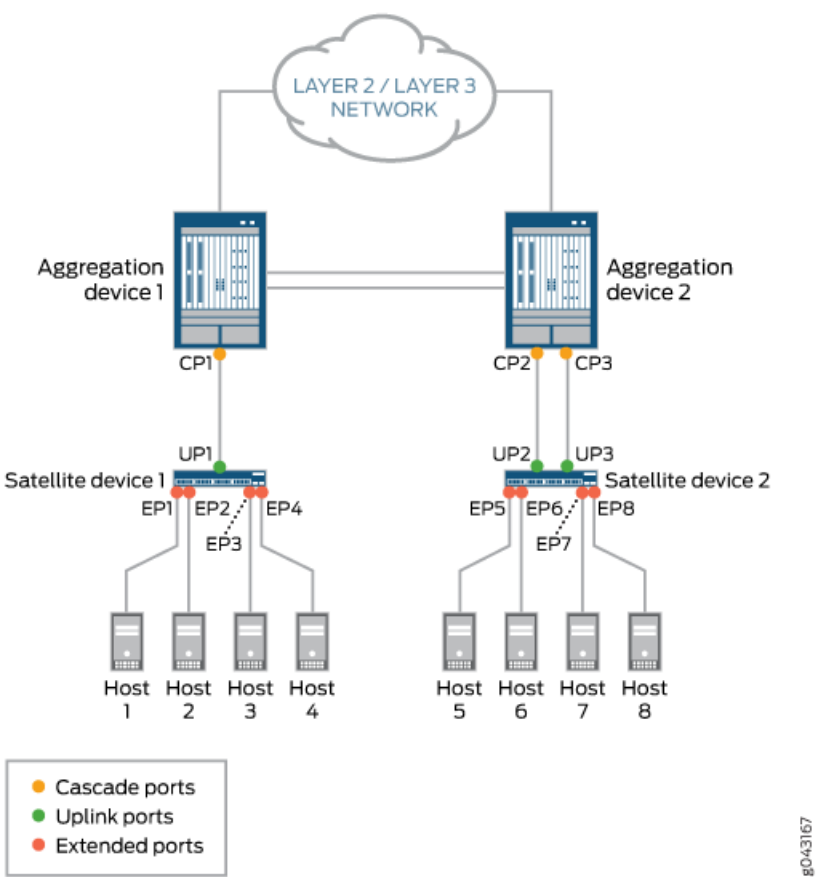 LAYER 2 / LAYER 3
NETWORK
Aggregation
device 1
Aggregation
device 2
CP1
CP2
CP3
UP1
UP2
UP3
Satellite device 1
Satellite device 2
EP1
EP2
EP4
EP5
EP6
EP8
EP3
EP7
Host
1
Host
2
Host
3
Host
4
Host
5
Host
6
Host
7
Host
8
Cascade ports
Uplink ports
Extended ports
g043167